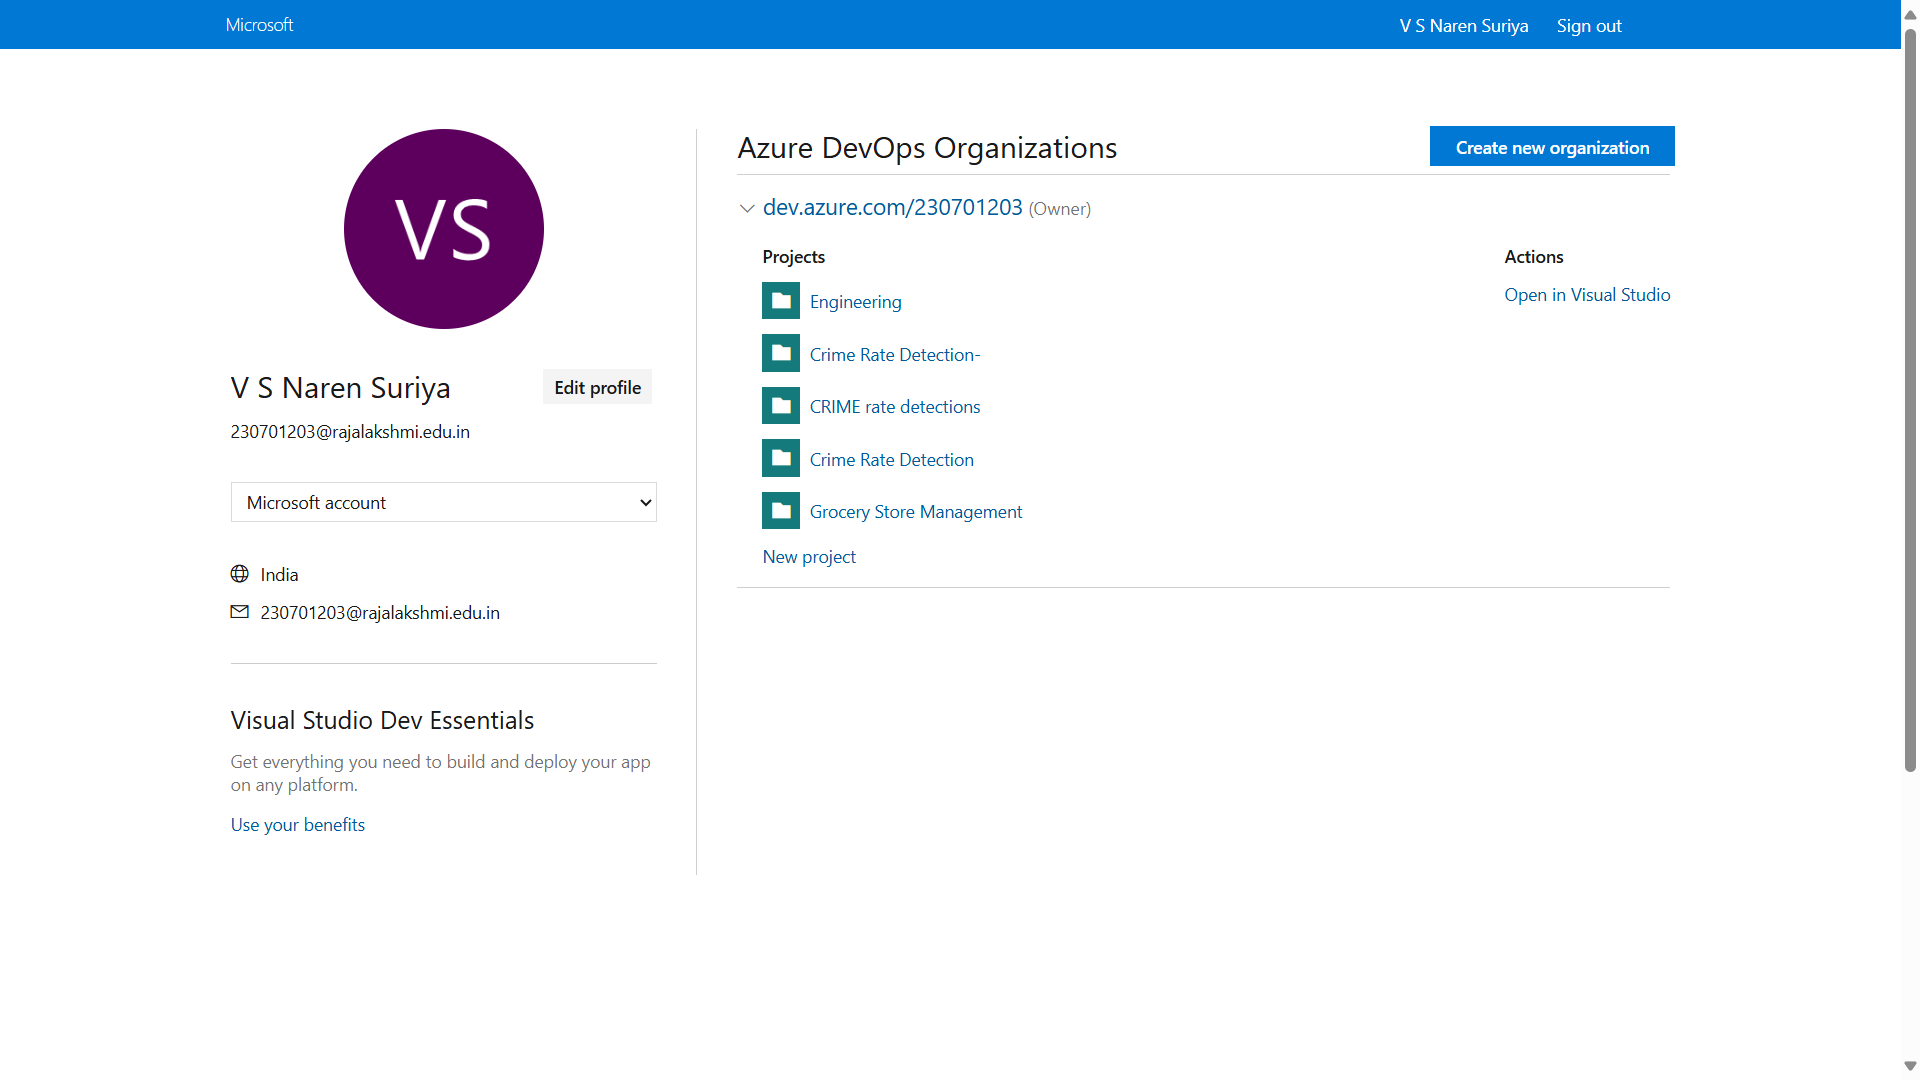 Microsoft
V S Naren Suriya
Sign out
VS
V S Naren Suriya
Edit profile
230701203@rajalakshmi.edu.in
Microsoft account
India
230701203@rajalakshmi.edu.in
Visual Studio Dev Essentials
Get everything you need to build and deploy your app
on any platform.
Use your benefits
Azure DevOps Organizations
Create new organization
dev.azure.com/230701203 (Owner)
Projects
Engineering
Crime Rate Detection-
CRIME rate detections
Crime Rate Detection
Grocery Store Management
New project
Actions
Open in Visual Studio